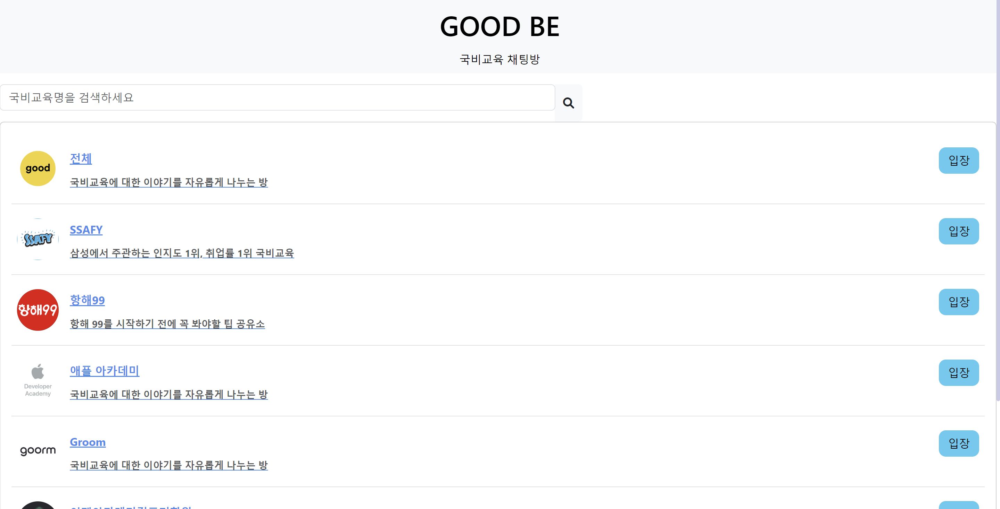 GOOD BE
국비교육 채팅방
국비교육명을 검색하세요
good
전체
입장
국비교육에 대한 이야기를 자유롭게 나누는 방
SSAFY
SSAFY
입장
삼성에서 주관하는 인지도 1위, 취업률 1위 국비교육
항해99
항해99
입장
항해 99를 시작하기 전에 꼭 봐야할 팁 공유소
Developer
Academy
애플 아카데미
입장
국비교육에 대한 이야기를 자유롭게 나누는 방
goorm
Groom
입장
국비교육에 대한 이야기를 자유롭게 나누는 방